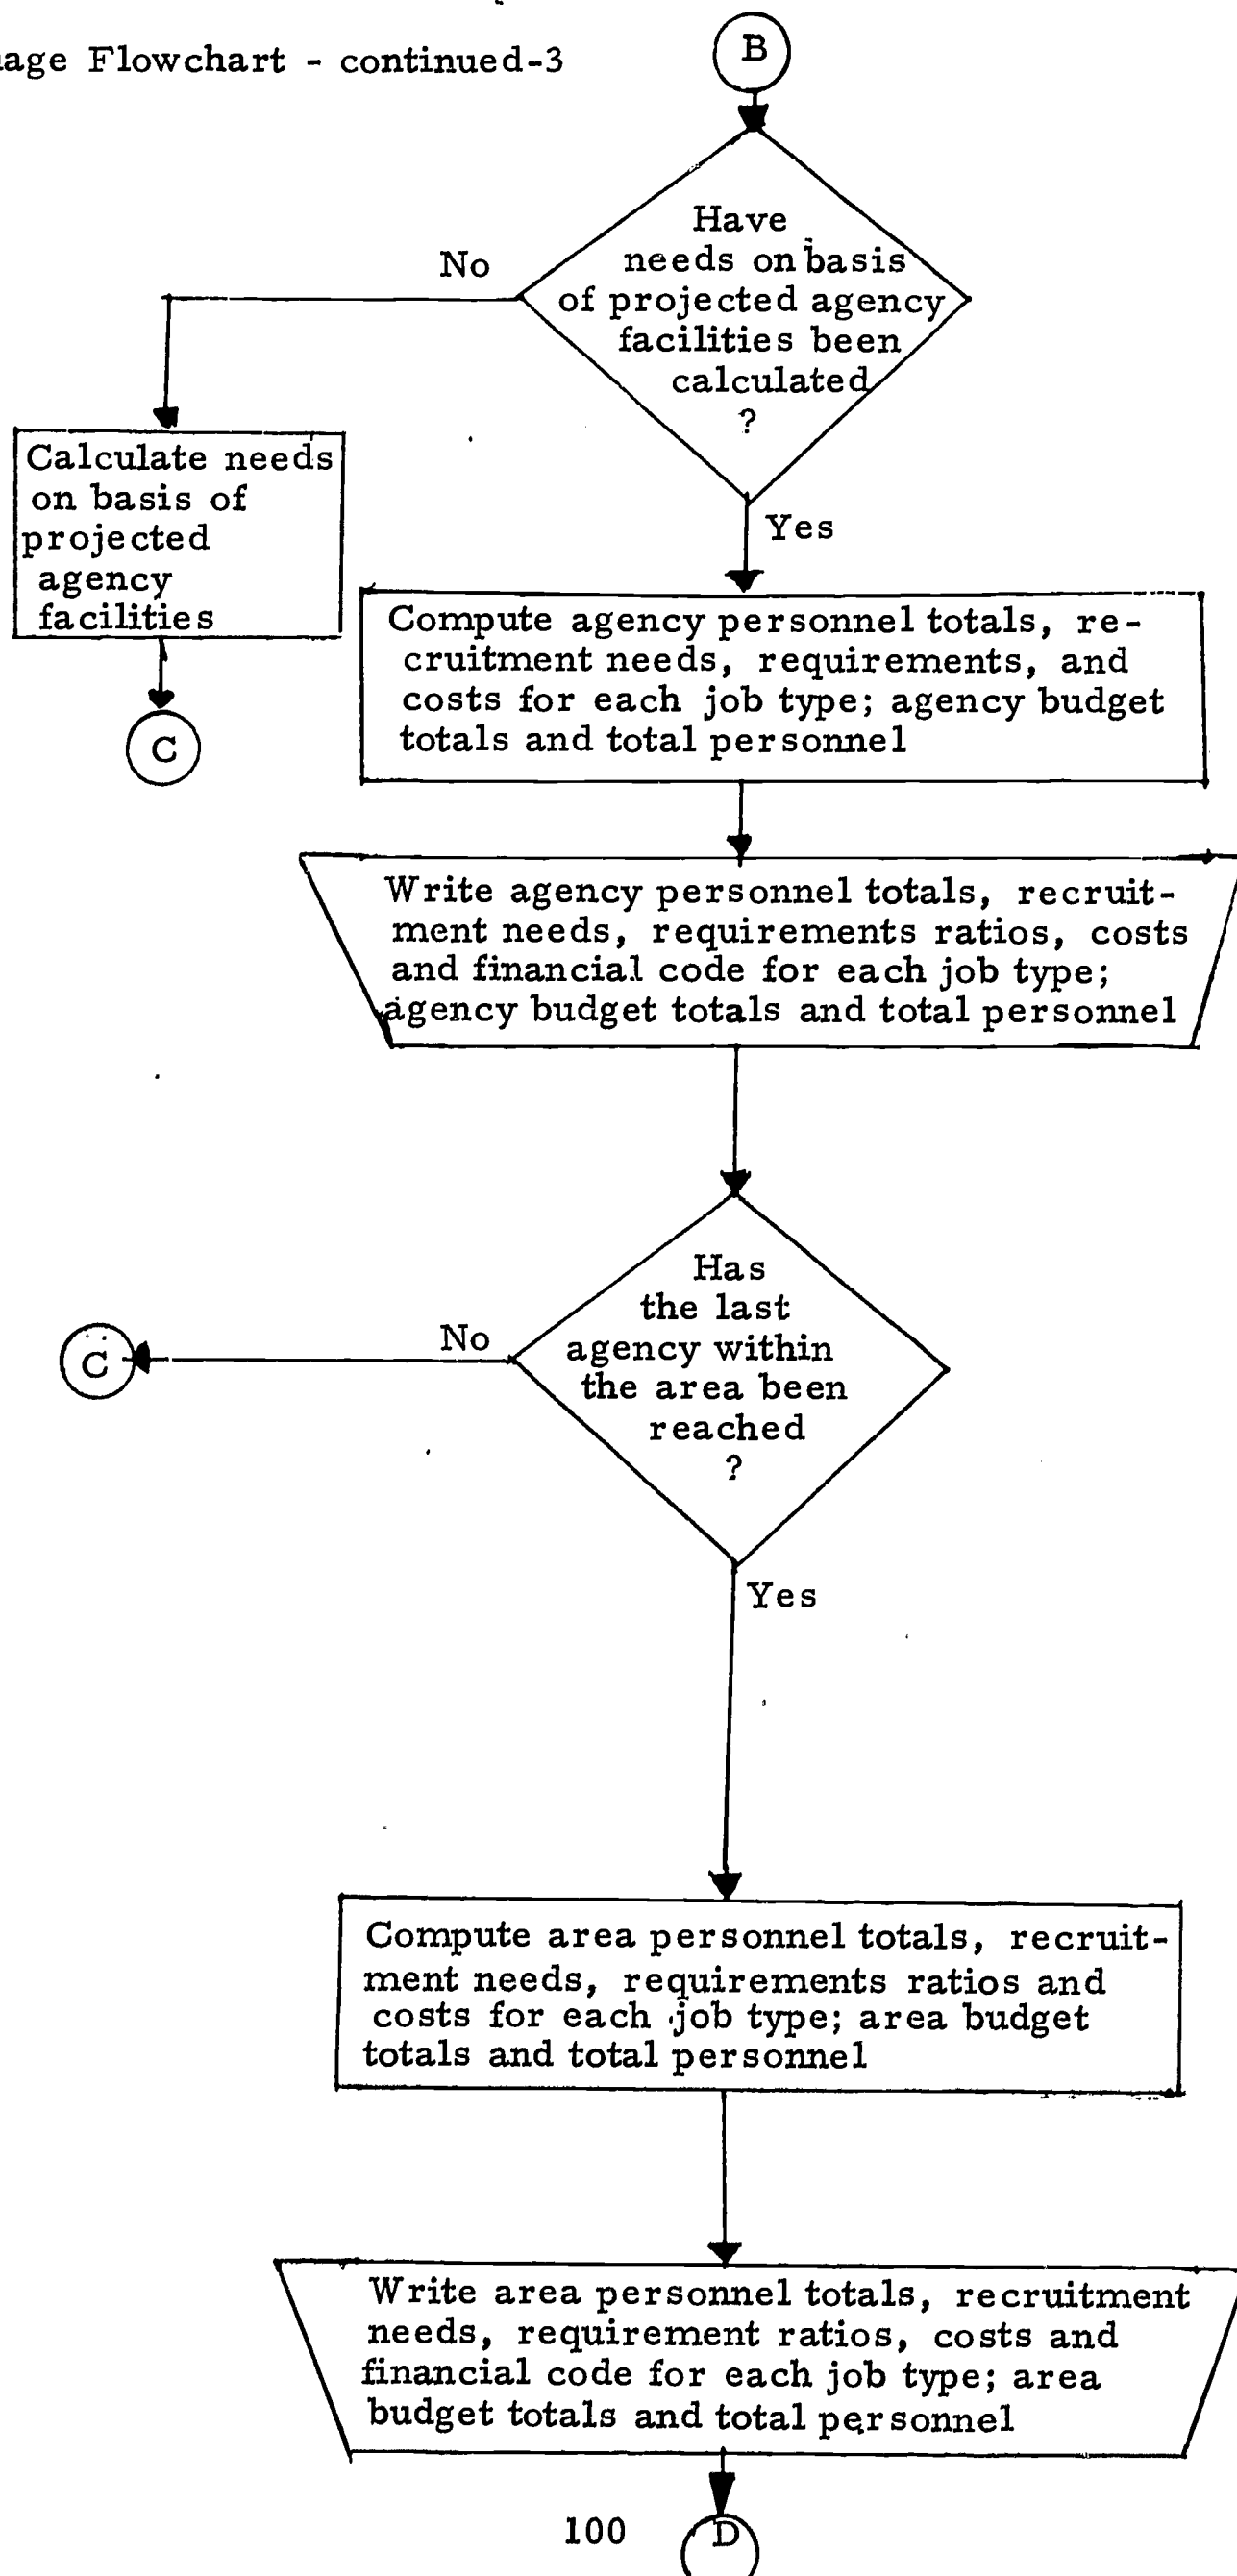 age Flowchart - continued-3
B
Have
needs on basis
of projected agency
facilities been
calculated
?
No
Yes
Calculate needs
on basis of
projected
agency
facilities
C
Compute agency personnel totals, re-
cruitment needs, requirements, and
costs for each job type; agency budget
totals and total personnel
Write agency personnel totals, recruit-
ment needs, requirements ratios, costs
and financial code for each job type;
agency budget totals and total personnel
Has
the last
agency within
the area been
reached
?
No
C
Yes
Compute area personnel totals, recruit-
ment needs, requirements ratios and
costs for each job type; area budget
totals and total personnel
Write area personnel totals, recruitment
needs, requirement ratios, costs and
financial code for each job type; area
budget totals and total personnel
100
D